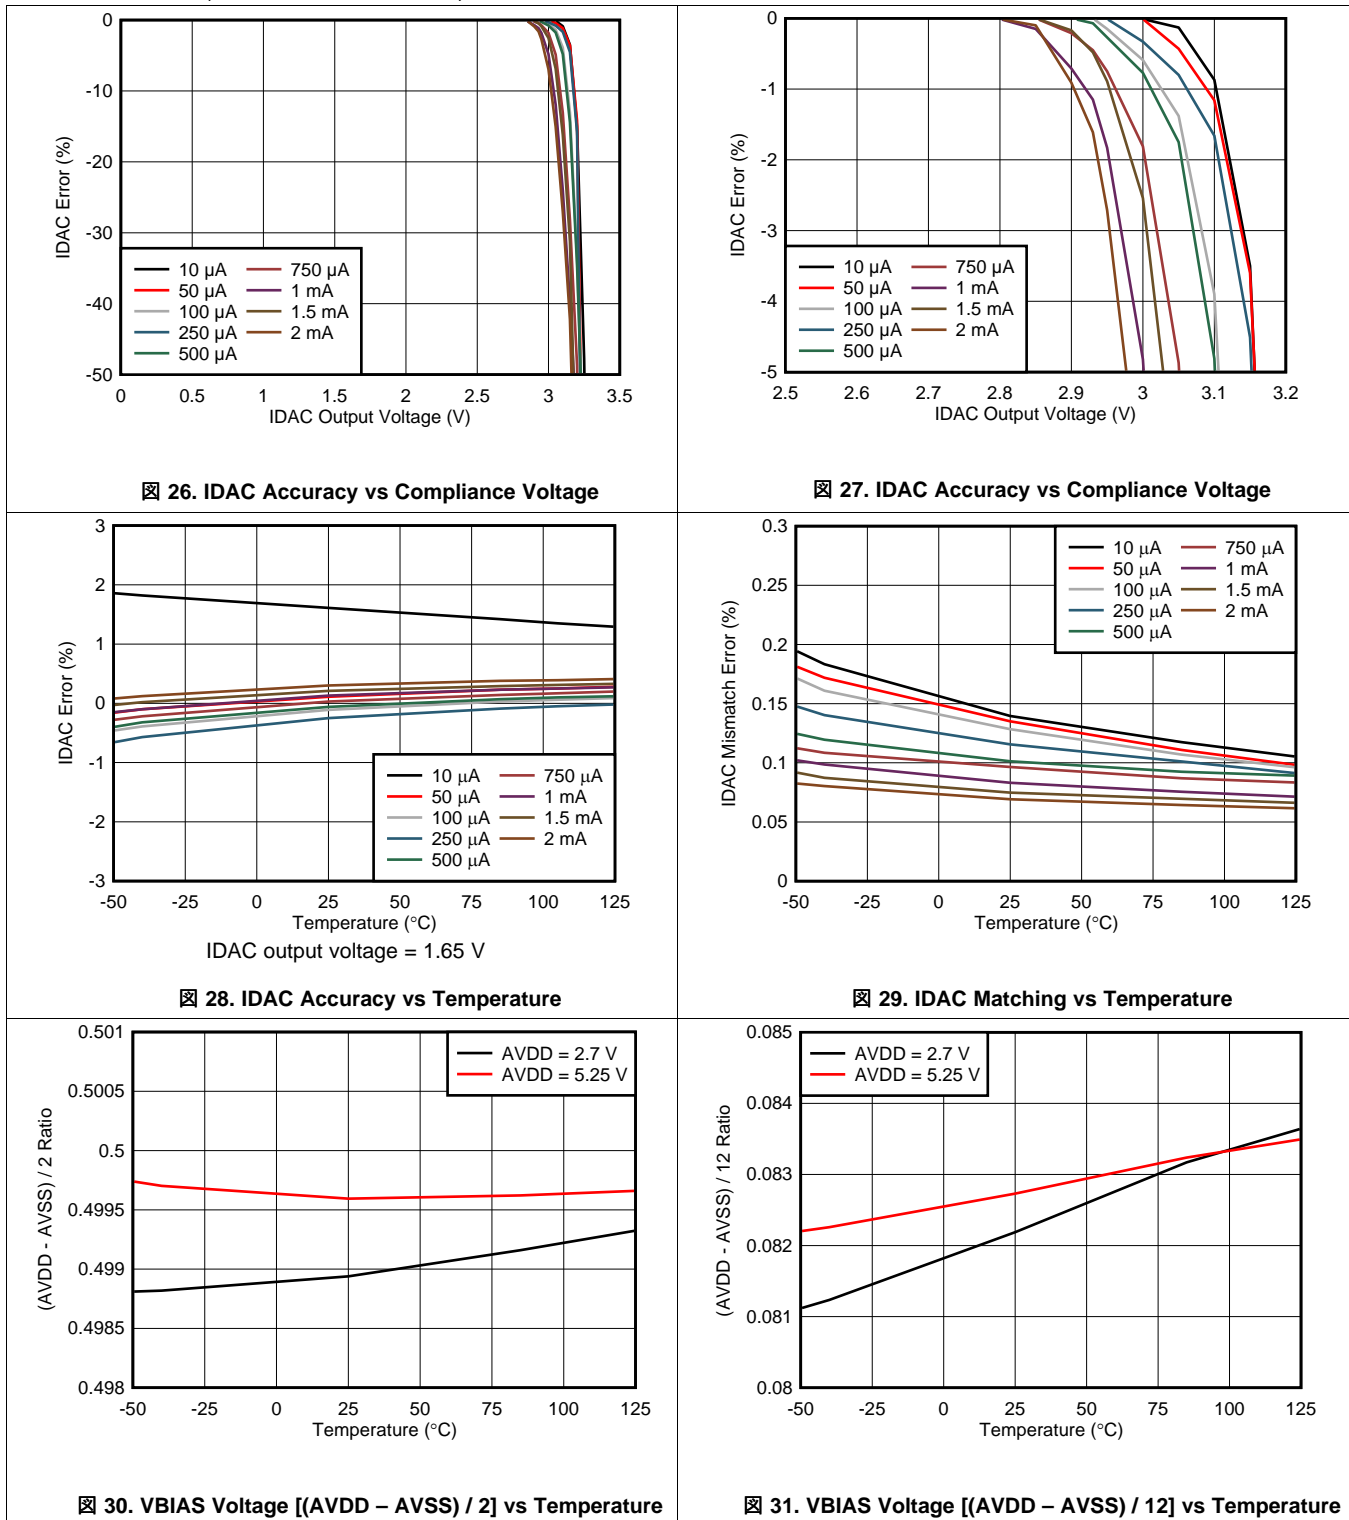 0
-10
-20
-30
-40
-50
IDAC Error (%)
10 µA
50 µA
100 µA
250 µA
500 µA
750 µA
1 mA
1.5 mA
2 mA
0 0.5 1 1.5 2 2.5 3 3.5
IDAC Output Voltage (V)
図 26. IDAC Accuracy vs Compliance Voltage
0
-1
-2
-3
-4
-5
IDAC Error (%)
10 µA
50 µA
100 µA
250 µA
500 µA
750 µA
1 mA
1.5 mA
2 mA
2.5 2.6 2.7 2.8 2.9 3 3.1 3.2
IDAC Output Voltage (V)
図 27. IDAC Accuracy vs Compliance Voltage
3
2
1
0
-1
-2
-3
IDAC Error (%)
10 µA
50 µA
100 µA
250 µA
500 µA
750 µA
1 mA
1.5 mA
2 mA
-50 -25 0 25 50 75 100 125
Temperature (°C)
IDAC output voltage = 1.65 V
図 28. IDAC Accuracy vs Temperature
0.3
0.25
0.2
0.15
0.1
0.05
0
IDAC Mismatch Error (%)
10 µA
50 µA
100 µA
250 µA
500 µA
750 µA
1 mA
1.5 mA
2 mA
-50 -25 0 25 50 75 100 125
Temperature (°C)
図 29. IDAC Matching vs Temperature
0.501
0.5005
0.5
0.4995
0.499
0.4985
0.498
(AVDD - AVSS) / 2 Ratio
AVDD = 2.7 V
AVDD = 5.25 V
-50 -25 0 25 50 75 100 125
Temperature (°C)
図 30. VBIAS Voltage [(AVDD – AVSS) / 2] vs Temperature
0.085
0.084
0.083
0.082
0.081
0.08
(AVDD - AVSS) / 12 Ratio
AVDD = 2.7 V
AVDD = 5.25 V
-50 -25 0 25 50 75 100 125
Temperature (°C)
図 31. VBIAS Voltage [(AVDD – AVSS) / 12] vs Temperature